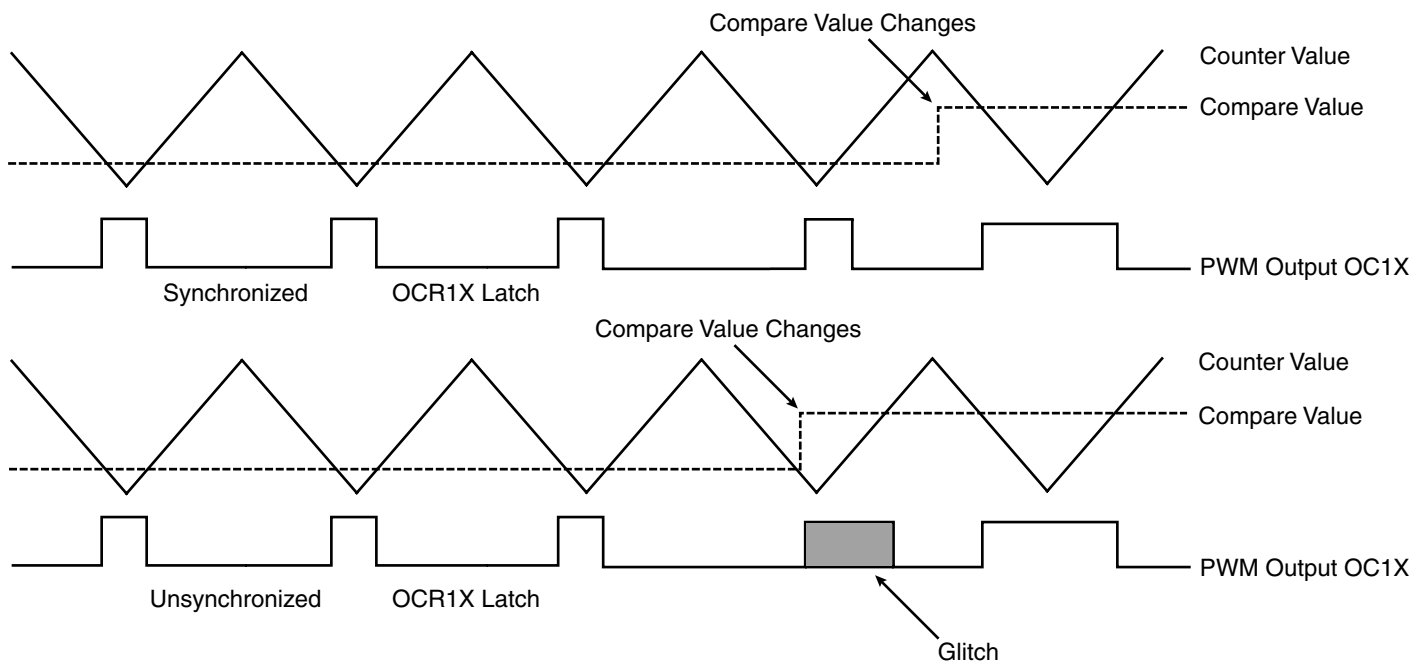 Compare Value Changes
Counter Value
Compare Value
PWM Output OC1X
Synchronized OCR1X Latch
Compare Value Changes
Counter Value
Compare Value
PWM Output OC1X
Unsynchronized OCR1X Latch
Glitch